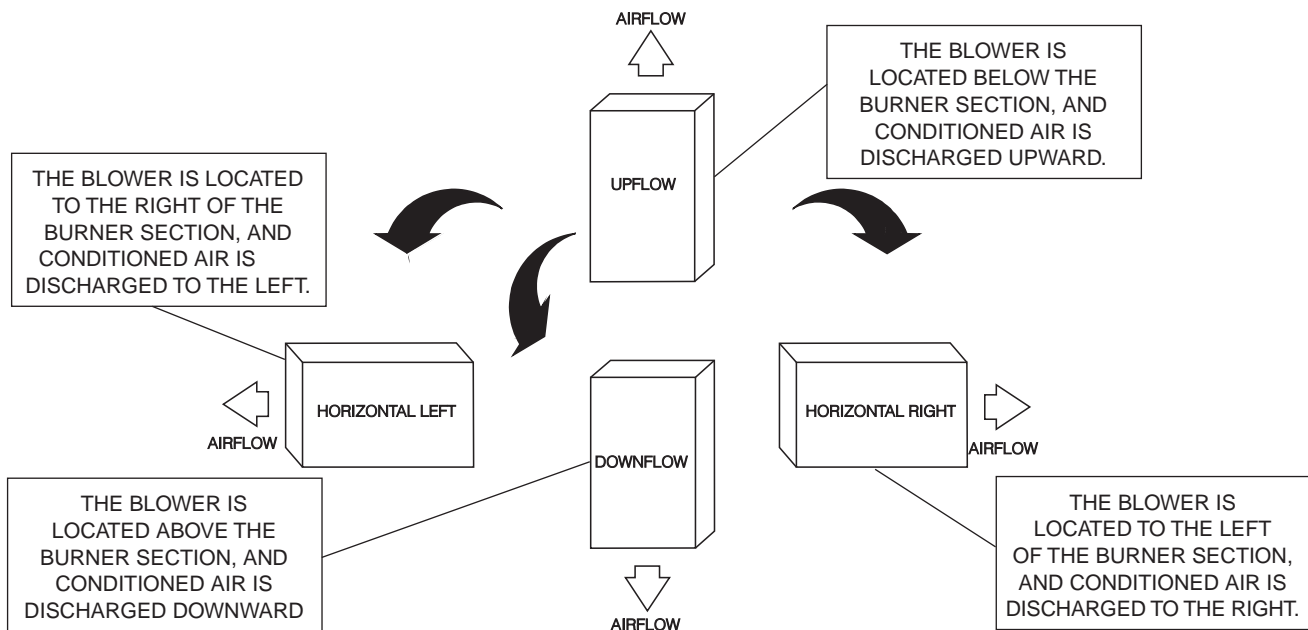 AIRFLOW
THE BLOWER IS
LOCATED BELOW THE
BURNER SECTION, AND
CONDITIONED AIR IS
DISCHARGED UPWARD.
UPFLOW
THE BLOWER IS LOCATED
TO THE RIGHT OF THE
BURNER SECTION, AND
CONDITIONED AIR IS
DISCHARGED TO THE LEFT.
HORIZONTAL LEFT
AIRFLOW
DOWNFLOW
HORIZONTAL RIGHT
AIRFLOW
THE BLOWER IS
LOCATED ABOVE THE
BURNER SECTION, AND
CONDITIONED AIR IS
DISCHARGED DOWNWARD
AIRFLOW
THE BLOWER IS
LOCATED TO THE LEFT
OF THE BURNER SECTION,
AND CONDITIONED AIR IS
DISCHARGED TO THE RIGHT.